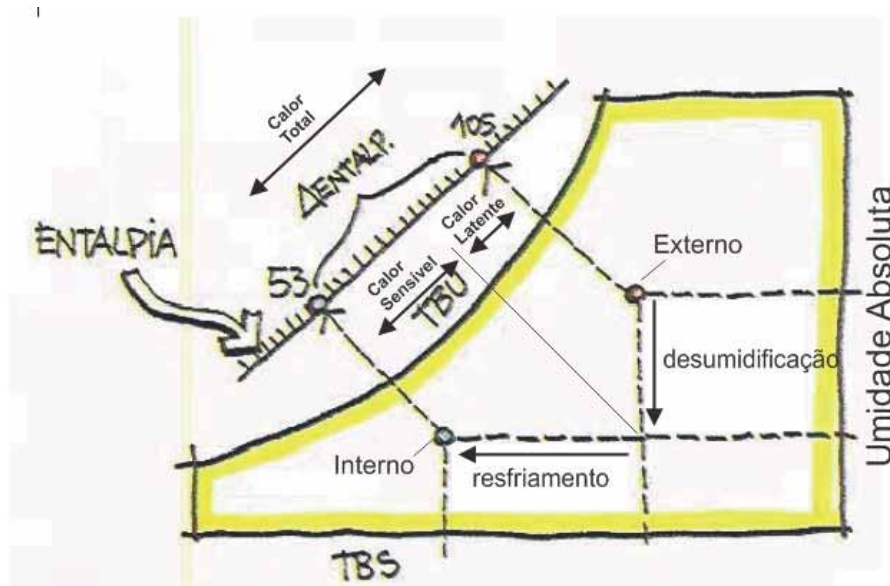 Calor
Total
105
ΔENTALP.
ENTALPIA
53
Calor
Latente
Calor
Sensível
TBU
Externo
desumidificação
Umidade Absoluta
Interno
resfriamento
TBS